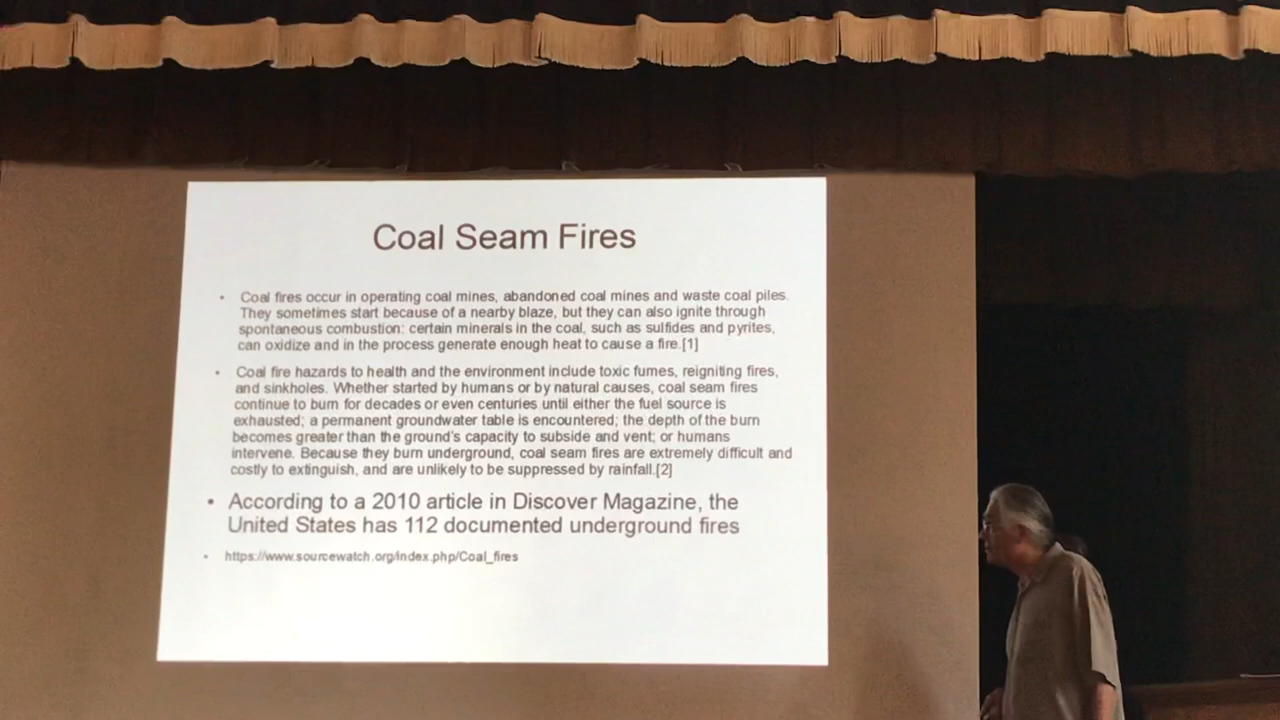 Coal Seam Fires
• Coal fires occur in operating coal mines, abandoned coal mines and waste coal piles.
They sometimes start because of a nearby blaze, but they can also ignite through
spontaneous combustion: certain minerals in the coal, such as sulfides and pyrites,
can oxidize and in the process generate enough heat to cause a fire.[1]
• Coal fire hazards to health and the environment include toxic fumes, reigniting fires,
and sinkholes. Whether started by humans or by natural causes, coal seam fires
continue to burn for decades or even centuries until either the fuel source is
exhausted; a permanent groundwater table is encountered; the depth of the burn
becomes greater than the ground's capacity to subside and vent; or humans
intervene. Because they burn underground, coal seam fires are extremely difficult and
costly to extinguish, and are unlikely to be suppressed by rainfall.[2]
• According to a 2010 article in Discover Magazine, the
United States has 112 documented underground fires
• https://www.sourcewatch.org/index.php/Coal_fires